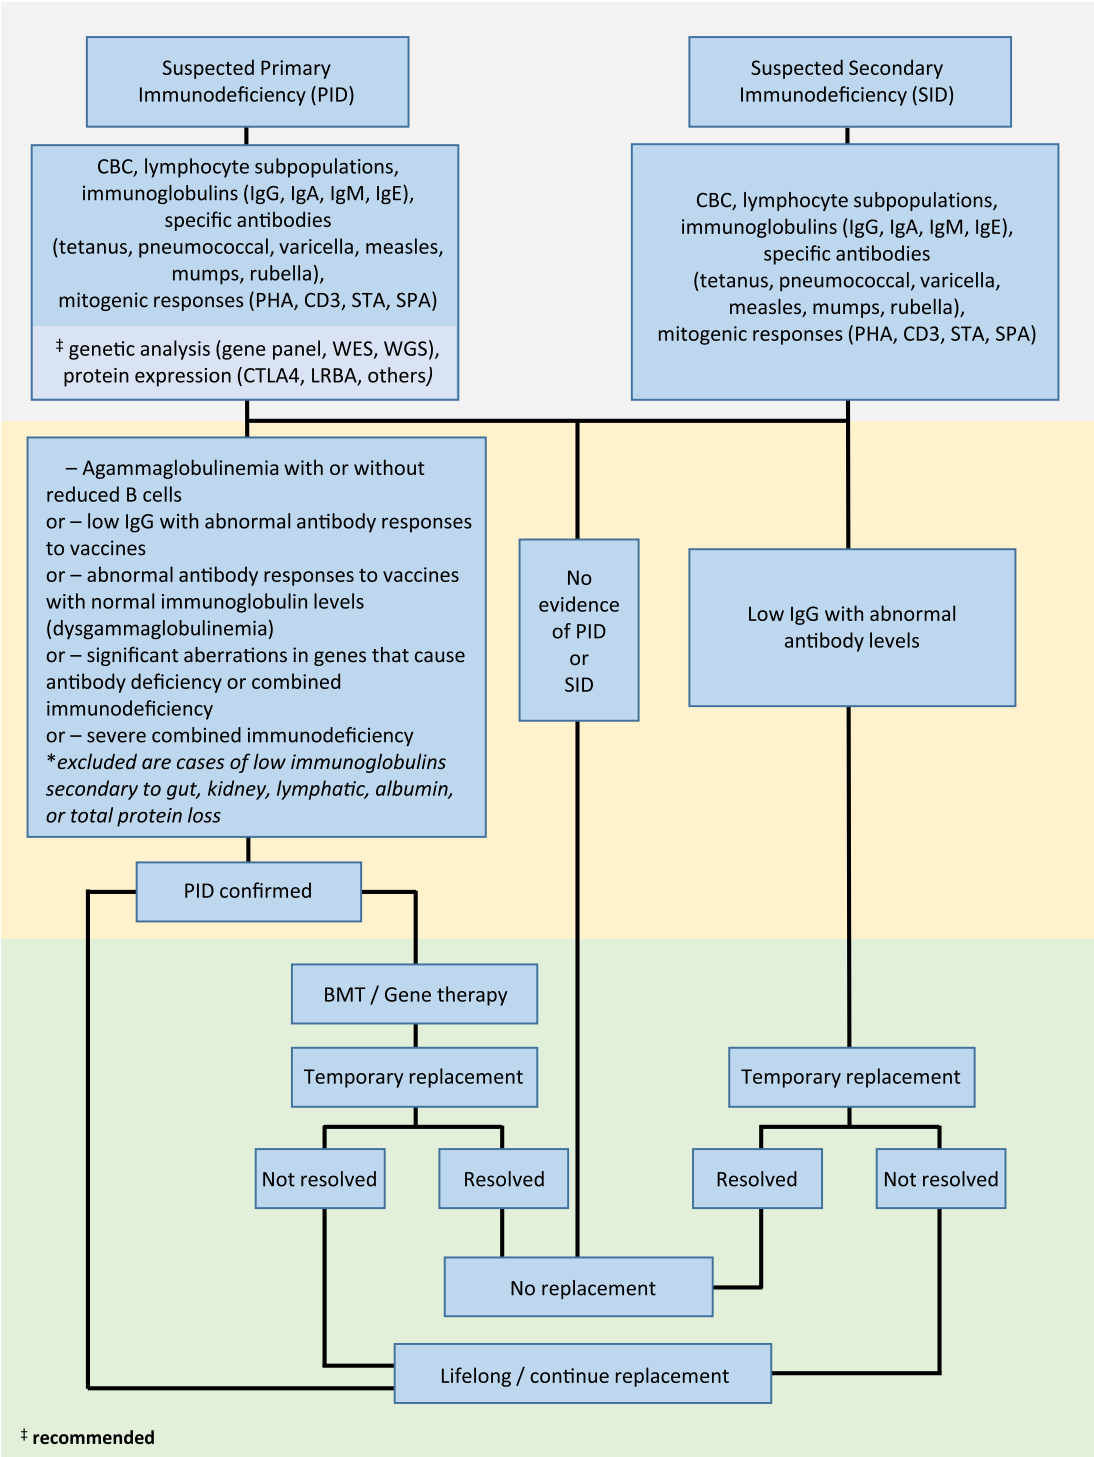 Suspected Primary
Immunodeficiency (PID)
Suspected Secondary
Immunodeficiency (SID)
CBC, lymphocyte subpopulations,
immunoglobulins (IgG, IgA, IgM, IgE),
specific antibodies
(tetanus, pneumococcal, varicella, measles,
mumps, rubella),
mitogenic responses (PHA, CD3, STA, SPA)
‡ genetic analysis (gene panel, WES, WGS),
protein expression (CTLA4, LRBA, others)
CBC, lymphocyte subpopulations,
immunoglobulins (IgG, IgA, IgM, IgE),
specific antibodies
(tetanus, pneumococcal, varicella,
measles, mumps, rubella),
mitogenic responses (PHA, CD3, STA, SPA)
– Agammaglobulinemia with or without
reduced B cells
or – low IgG with abnormal antibody responses
to vaccines
or – abnormal antibody responses to vaccines
with normal immunoglobulin levels
(dysgammaglobulinemia)
or – significant aberrations in genes that cause
antibody deficiency or combined
immunodeficiency
or – severe combined immunodeficiency
*excluded are cases of low immunoglobulins
secondary to gut, kidney, lymphatic, albumin,
or total protein loss
No
evidence
of PID
or
SID
Low IgG with abnormal
antibody levels
PID confirmed
BMT / Gene therapy
Temporary replacement
Temporary replacement
Not resolved
Resolved
Resolved
Not resolved
No replacement
Lifelong / continue replacement
‡ recommended